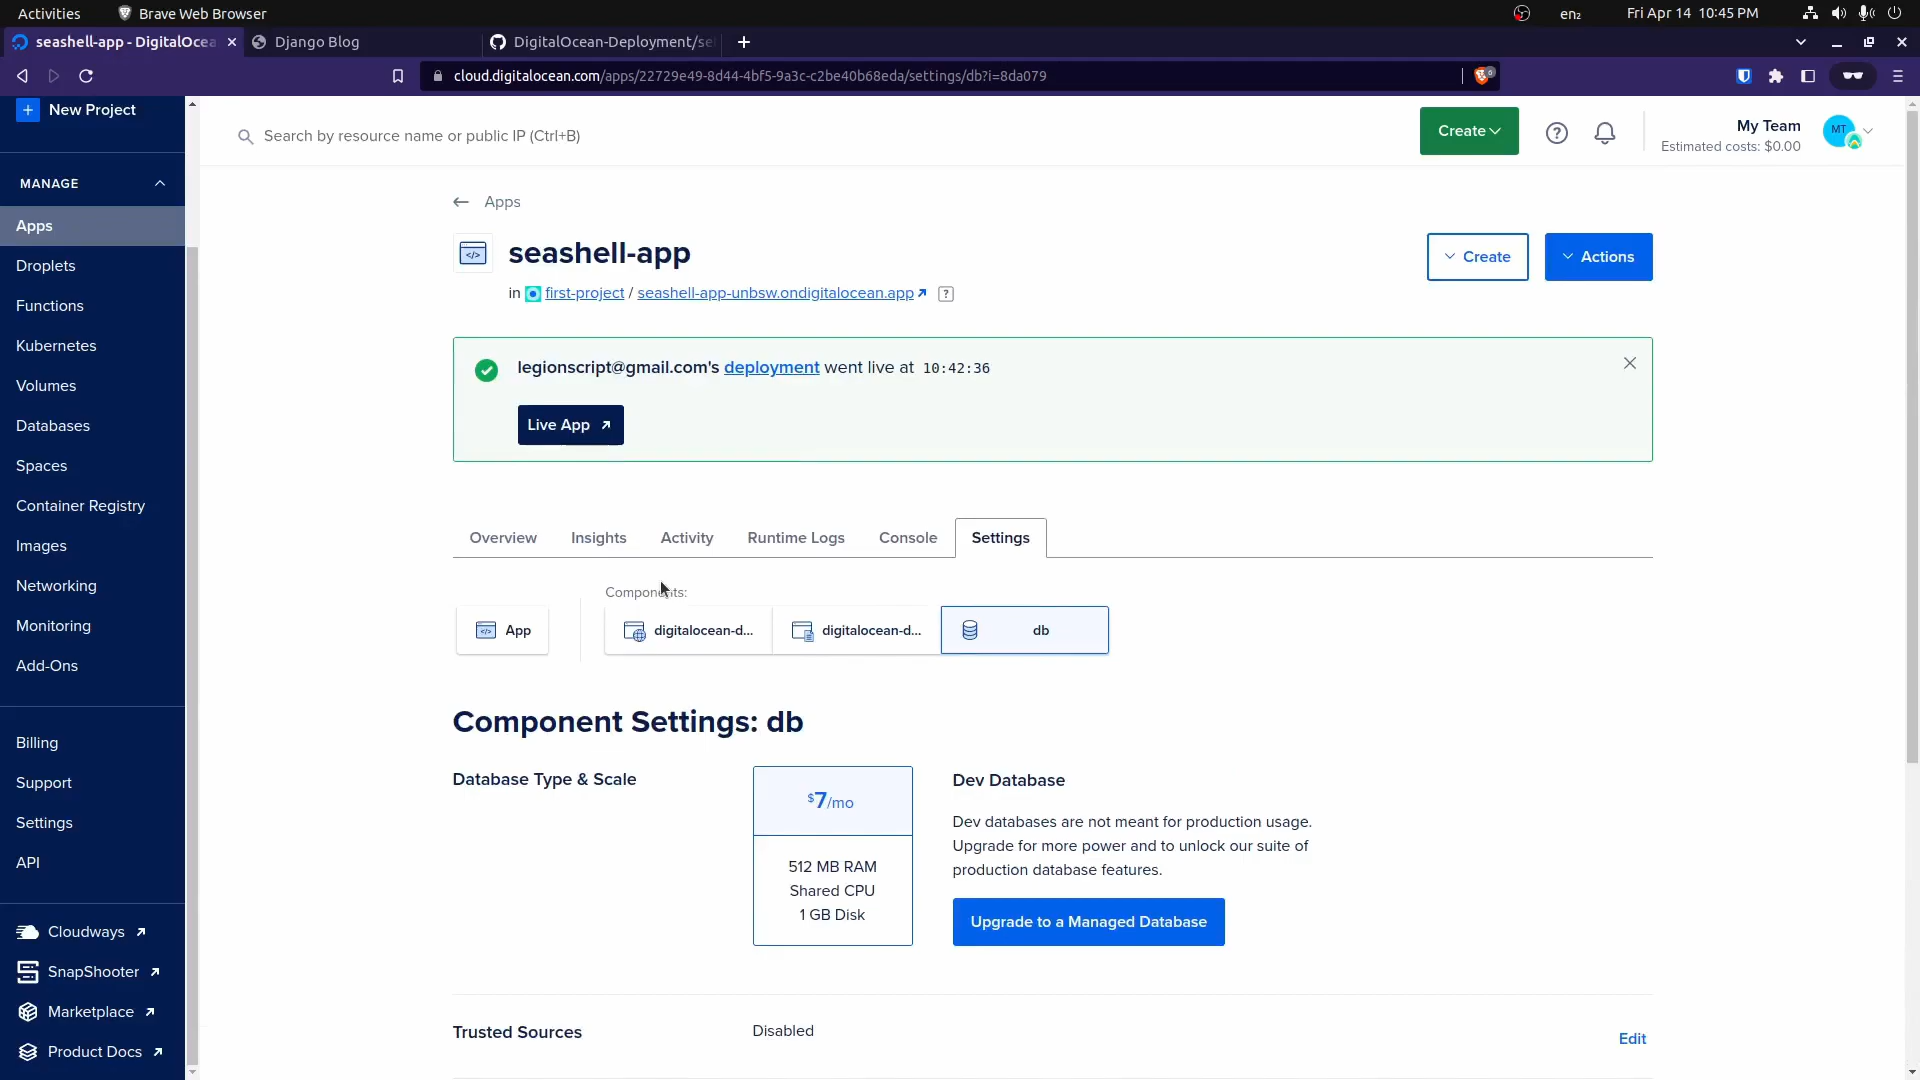 Activities
Brave Web Browser
en₂
Fri Apr 14 10:45 PM
seashell-app - DigitalOcea
Django Blog
DigitalOcean-Deployment/se
cloud.digitalocean.com/apps/22729e49-8d44-4bf5-9a3c-c2be40b68eda/settings/db?i=8da079
New Project
Search by resource name or public IP (Ctrl+B)
Create
My Team
Estimated costs: $0.00
MT
MANAGE
Apps
Droplets
Functions
Kubernetes
Volumes
Databases
Spaces
Container Registry
Images
Networking
Monitoring
Add-Ons
Billing
Support
Settings
API
Cloudways
SnapShooter
Marketplace
Product Docs
Apps
seashell-app
in first-project / seashell-app-unbsw.ondigitalocean.app
Create
Actions
legionscript@gmail.com's deployment went live at 10:42:36
Live App
Overview
Insights
Activity
Runtime Logs
Console
Settings
Components:
App
digitalocean-d...
digitalocean-d...
db
Component Settings: db
Database Type & Scale
$7/mo
512 MB RAM
Shared CPU
1 GB Disk
Dev Database
Dev databases are not meant for production usage.
Upgrade for more power and to unlock our suite of
production database features.
Upgrade to a Managed Database
Trusted Sources
Disabled
Edit